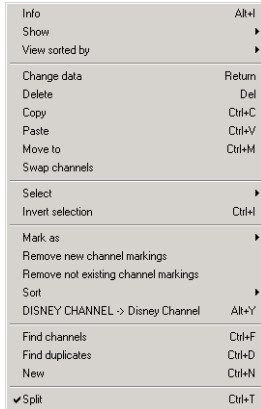 Info Alt+I
Show
View sorted by
Change data Return
Delete Del
Copy Ctrl+C
Paste Ctrl+V
Move to Ctrl+M
Swap channels
Select
Invert selection Ctrl+I
Mark as
Remove new channel markings
Remove not existing channel markings
Sort
DISNEY CHANNEL -> Disney Channel Alt+Y
Find channels Ctrl+F
Find duplicates Ctrl+D
New Ctrl+N
Split Ctrl+T